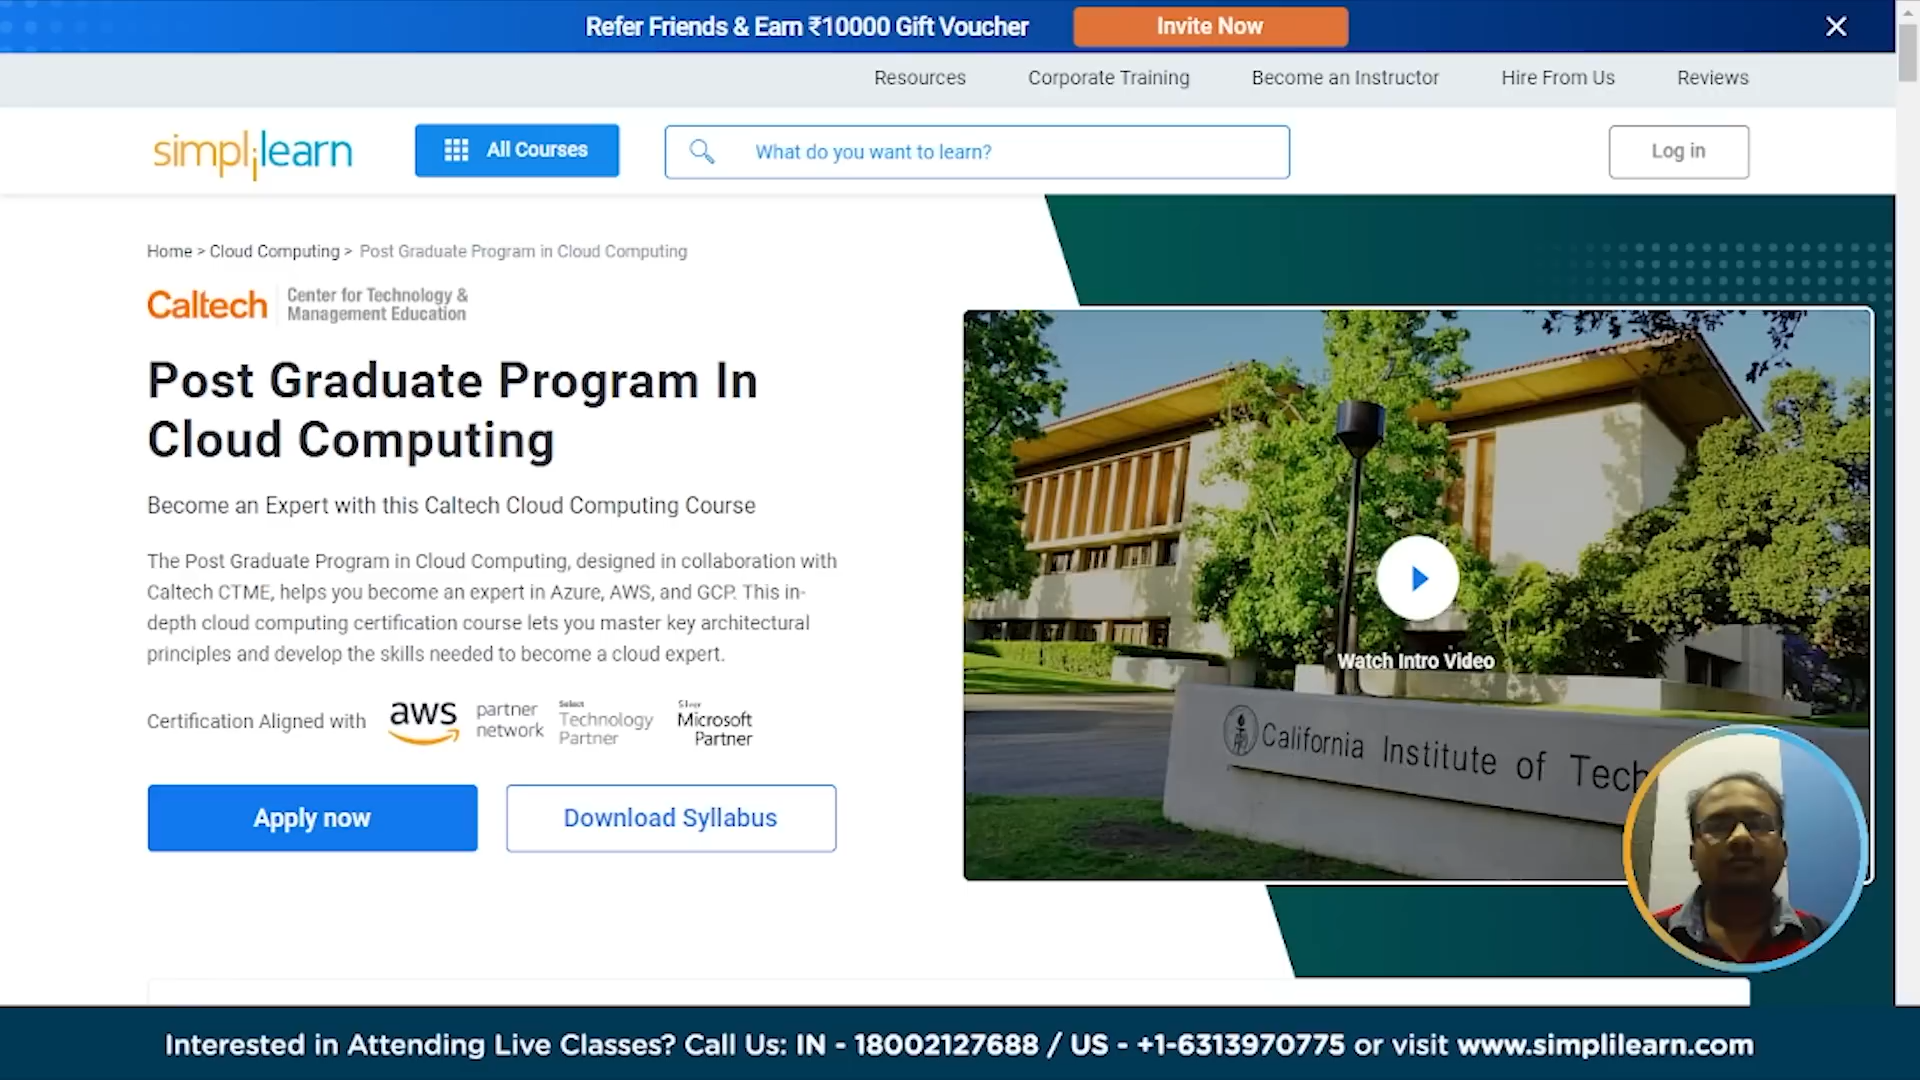 Refer Friends & Earn ₹10000 Gift Voucher
Invite Now
Resources
Corporate Training
Become an Instructor
Hire From Us
Reviews
simplilearn
All Courses
What do you want to learn?
Log in
Home > Cloud Computing > Post Graduate Program in Cloud Computing
Caltech
Center for Technology &
Management Education
Post Graduate Program In
Cloud Computing
Become an Expert with this Caltech Cloud Computing Course
The Post Graduate Program in Cloud Computing, designed in collaboration with
Caltech CTME, helps you become an expert in Azure, AWS, and GCP. This in-
depth cloud computing certification course lets you master key architectural
principles and develop the skills needed to become a cloud expert.
Certification Aligned with
aws
partner
network
Select
Technology
Partner
Silver
Microsoft
Partner
Apply now
Download Syllabus
Watch Intro Video
California Institute of Tech
Interested in Attending Live Classes? Call Us: IN - 18002127688 / US - +1-6313970775 or visit www.simplilearn.com